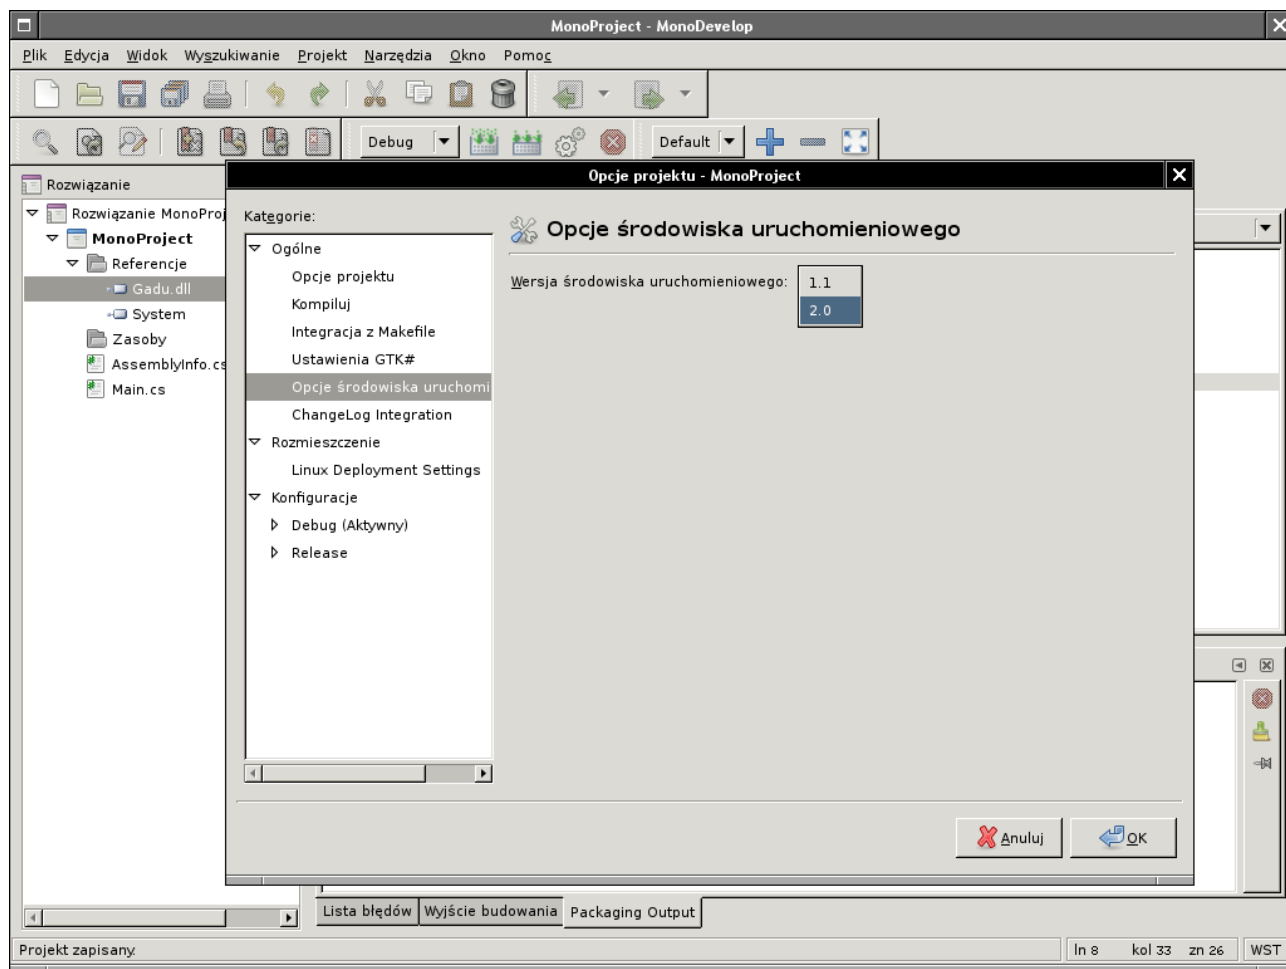 MonoProject - MonoDevelop
Plik Edycja Widok Wyszukiwanie Projekt Narzędzia Okno Pomoc
Debug Default
Rozwiązanie
Rozwiązanie MonoProj
MonoProject
Referencje
Gadu.dll
System
Zasoby
AssemblyInfo.cs
Main.cs
Opcje projektu - MonoProject
Kategorie:
Ogólne
Opcje projektu
Kompiluj
Integracja z Makefile
Ustawienia GTK#
Opcje środowiska uruchomi
ChangeLog Integration
Rozmieszczenie
Linux Deployment Settings
Konfiguracje
Debug (Aktywny)
Release
Opcje środowiska uruchomieniowego
Wersja środowiska uruchomieniowego: 1.1
2.0
Anuluj OK
Lista błędów Wyjście budowania Packaging Output
Projekt zapisany. ln 8 kol 33 zn 26 WST